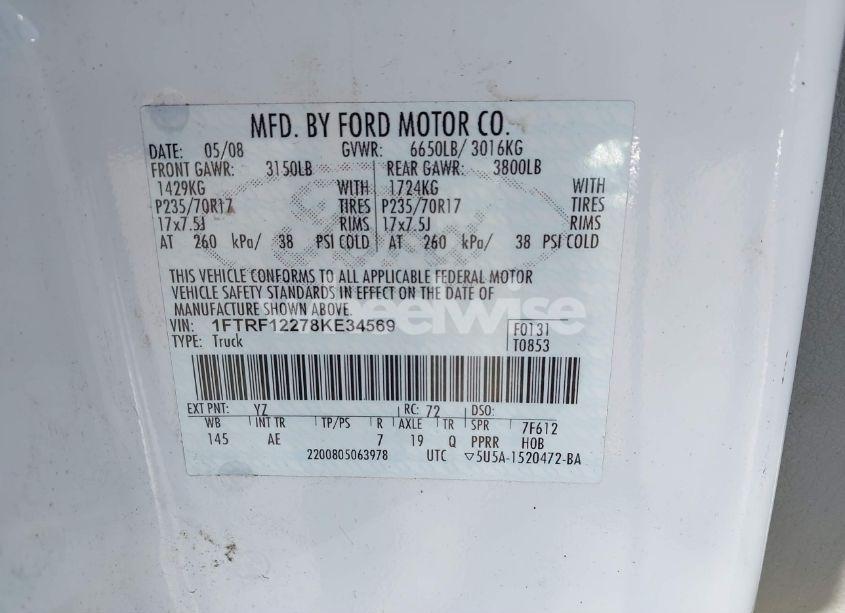 MFD. BY FORD MOTOR CO.
DATE: 05/08 GVWR: 6650LB/ 3016KG
FRONT GAWR: 3150LB REAR GAWR: 3800LB
1429KG WITH 1724KG WITH
P235/70R17 TIRES P235/70R17 TIRES
17x7.5J RIMS 17x7.5J RIMS
AT 260 kPa/ 38 PSI COLD AT 260 kPa/ 38 PSI COLD
THIS VEHICLE CONFORMS TO ALL APPLICABLE FEDERAL MOTOR
VEHICLE SAFETY STANDARDS IN EFFECT ON THE DATE OF
MANUFACTURE SHOWN ABOVE.
VIN: 1FTRF12278KE34569 F0131
TYPE: Truck T0853
EXT PNT: YZ RC: 72 DSO:
WB INT TR TP/PS R AXLE TR SPR 7F612
145 AE 7 19 Q PPRR HOB
2200805063978 UTC ▽5U5A-1520472-BA